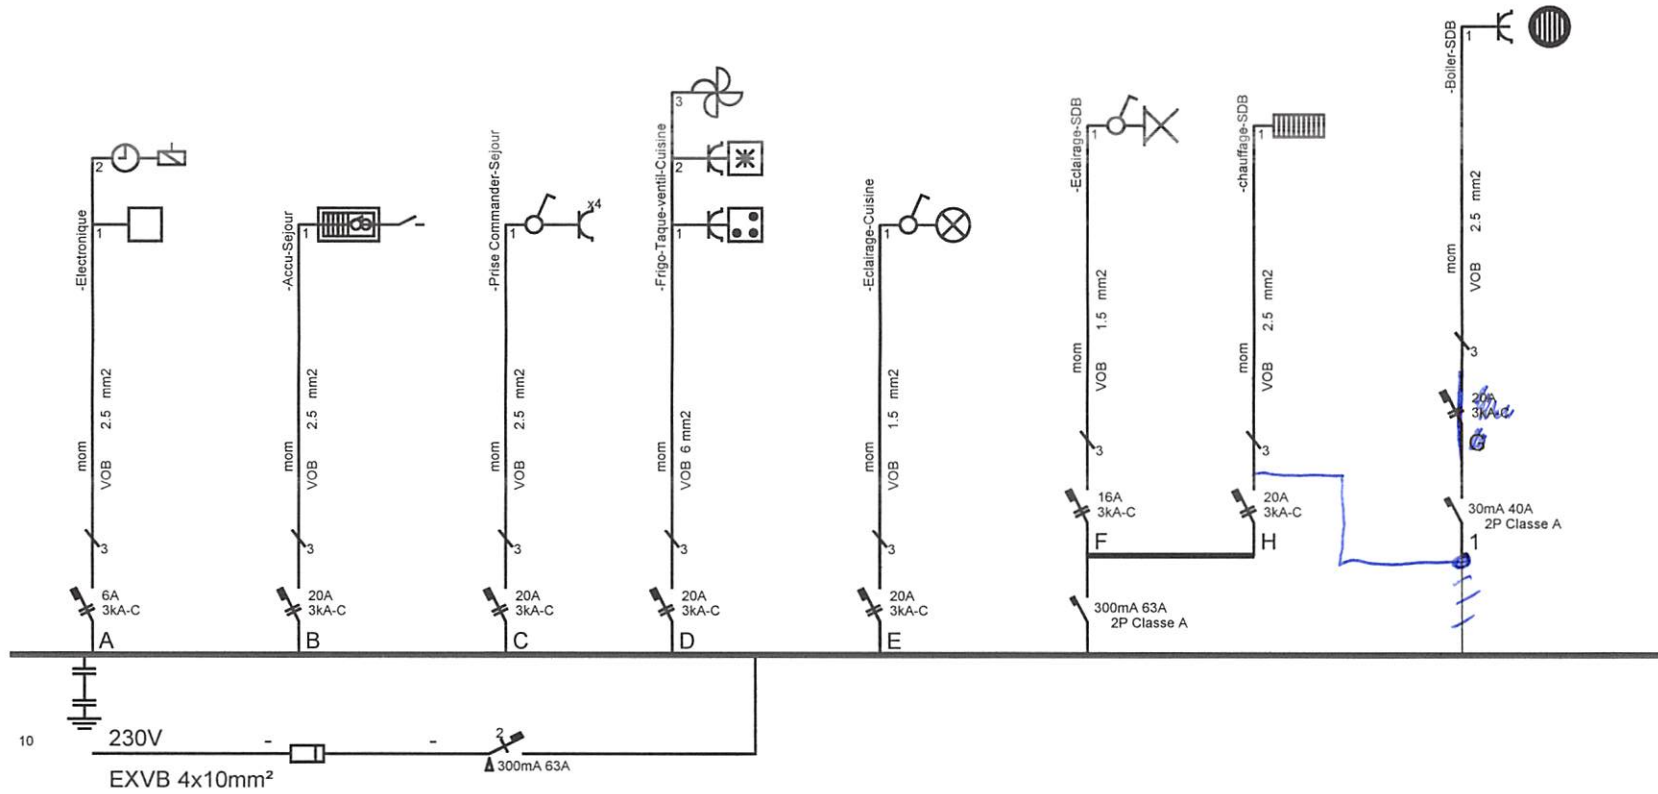 -Electronique
2
1
mom
VOB 2.5 mm2
3
6A
3kA-C
A
-Accu-Sejour
1
mom
VOB 2.5 mm2
3
20A
3kA-C
B
-Prise Commander-Sejour
1
x4
mom
VOB 2.5 mm2
3
20A
3kA-C
C
-Frigo-Taque-ventil-Cuisine
3
2
1
mom
VOB 6 mm2
3
20A
3kA-C
D
-Eclairage-Cuisine
1
mom
VOB 1.5 mm2
3
20A
3kA-C
E
-Eclairage-SDB
1
mom
VOB 1.5 mm2
3
16A
3kA-C
F
300mA 63A
2P Classe A
-chauffage-SDB
1
mom
VOB 2.5 mm2
3
20A
3kA-C
H
-Boiler-SDB
1
mom
VOB 2.5 mm2
3
20A
3kA-C
G
30mA 40A
2P Classe A
1
10
230V
- -
2
300mA 63A
EXVB 4x10mm²